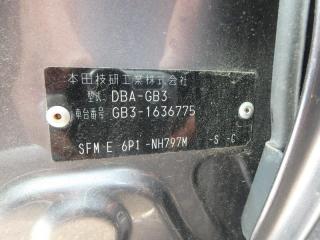 本田技研工業株式会社
型式 DBA-GB3
車台番号 GB3-1636775
SFM E 6P1 -NH797M -S -C